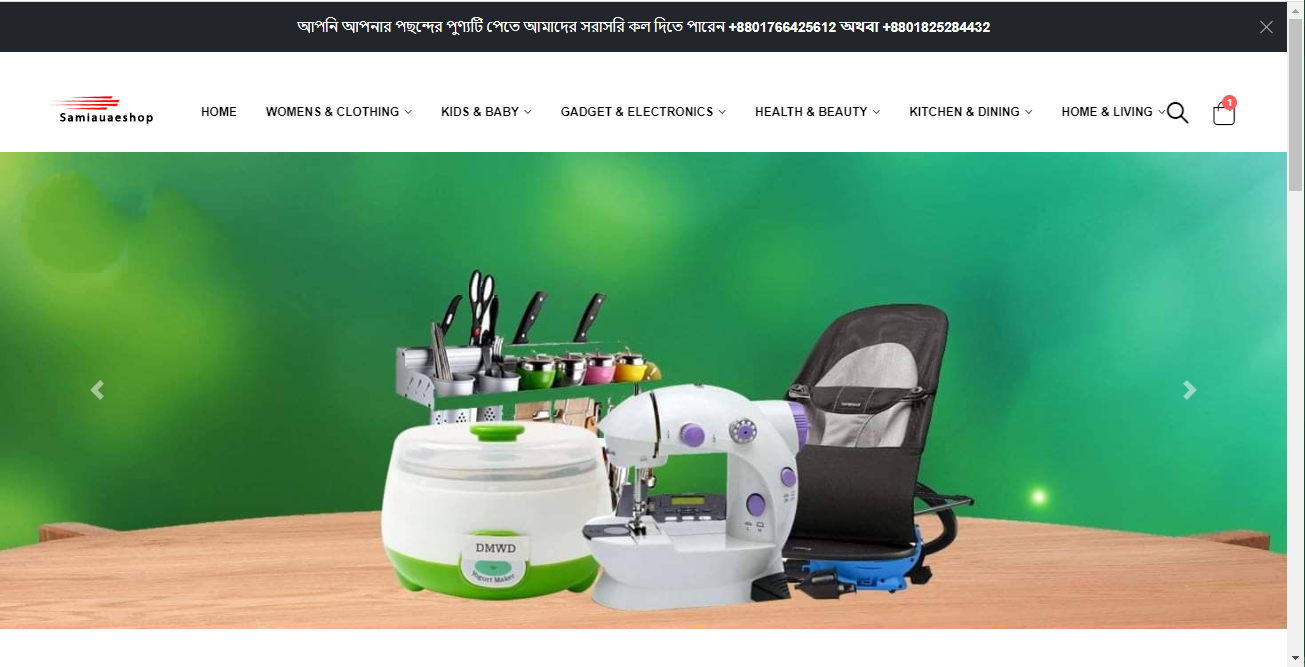 আপনি আপনার পছন্দের পুণ্যটি পেতে আমাদের সরাসরি কল দিতে পারেন +8801766425612 অথবা +8801825284432
Samiauaeshop
HOME WOMENS & CLOTHING KIDS & BABY GADGET & ELECTRONICS HEALTH & BEAUTY KITCHEN & DINING HOME & LIVING 1
DMWD
Yogurt Maker